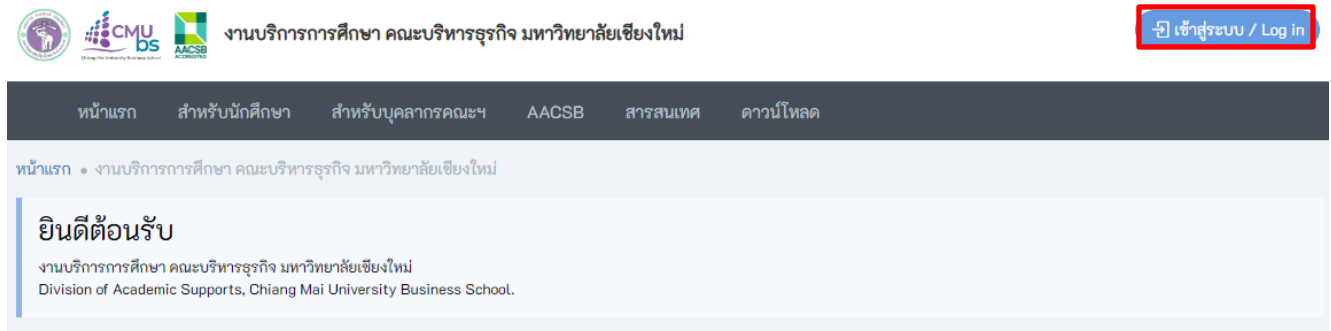 CMU
bs
Chiang Mai University Business School
AACSB
ACCREDITED
งานบริการการศึกษา คณะบริหารธุรกิจ มหาวิทยาลัยเชียงใหม่
เข้าสู่ระบบ / Log in
หน้าแรก สำหรับนักศึกษา สำหรับบุคลากรคณะฯ AACSB สารสนเทศ ดาวน์โหลด
หน้าแรก • งานบริการการศึกษา คณะบริหารธุรกิจ มหาวิทยาลัยเชียงใหม่
ยินดีต้อนรับ
งานบริการการศึกษา คณะบริหารธุรกิจ มหาวิทยาลัยเชียงใหม่
Division of Academic Supports, Chiang Mai University Business School.